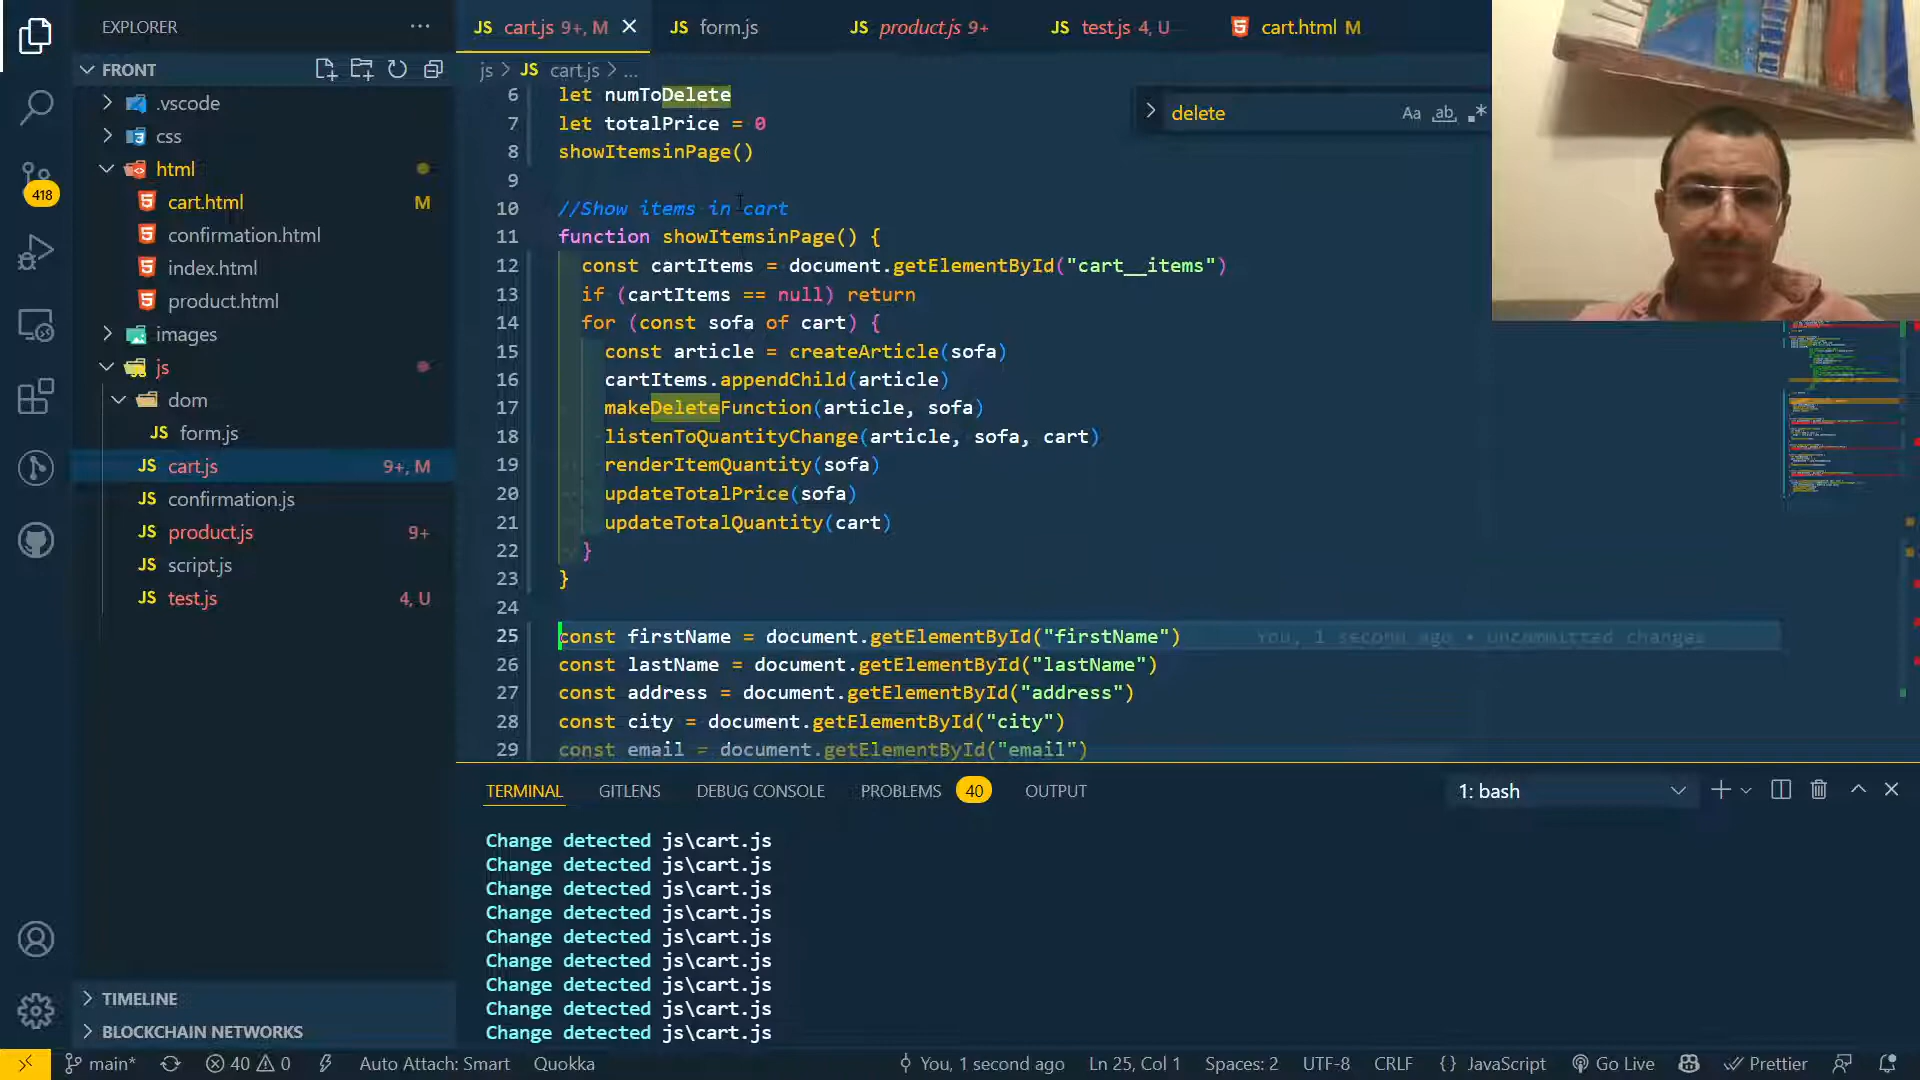 EXPLORER
FRONT
.vscode
css
html
cart.html M
confirmation.html
index.html
product.html
images
js
dom
form.js
JS cart.js 9+, M
JS confirmation.js
JS product.js 9+
JS script.js
JS test.js 4, U
TIMELINE
BLOCKCHAIN NETWORKS
418
JS cart.js 9+, M
JS form.js
JS product.js 9+
JS test.js 4, U
cart.html M
js > JS cart.js > ...
delete
Aa ab, .*
6 let numToDelete
7 let totalPrice = 0
8 showItemsinPage()
9
10 //Show items in cart
11 function showItemsinPage() {
12 const cartItems = document.getElementById("cart__items")
13 if (cartItems == null) return
14 for (const sofa of cart) {
15 const article = createArticle(sofa)
16 cartItems.appendChild(article)
17 makeDeleteFunction(article, sofa)
18 listenToQuantityChange(article, sofa, cart)
19 renderItemQuantity(sofa)
20 updateTotalPrice(sofa)
21 updateTotalQuantity(cart)
22 }
23 }
24
25 const firstName = document.getElementById("firstName") You, 1 second ago • uncommitted changes
26 const lastName = document.getElementById("lastName")
27 const address = document.getElementById("address")
28 const city = document.getElementById("city")
29 const email = document.getElementById("email")
TERMINAL GITLENS DEBUG CONSOLE PROBLEMS 40 OUTPUT
1: bash
Change detected js\cart.js
Change detected js\cart.js
Change detected js\cart.js
Change detected js\cart.js
Change detected js\cart.js
Change detected js\cart.js
Change detected js\cart.js
Change detected js\cart.js
Change detected js\cart.js
main* 40 0 Auto Attach: Smart Quokka You, 1 second ago Ln 25, Col 1 Spaces: 2 UTF-8 CRLF {} JavaScript Go Live Prettier